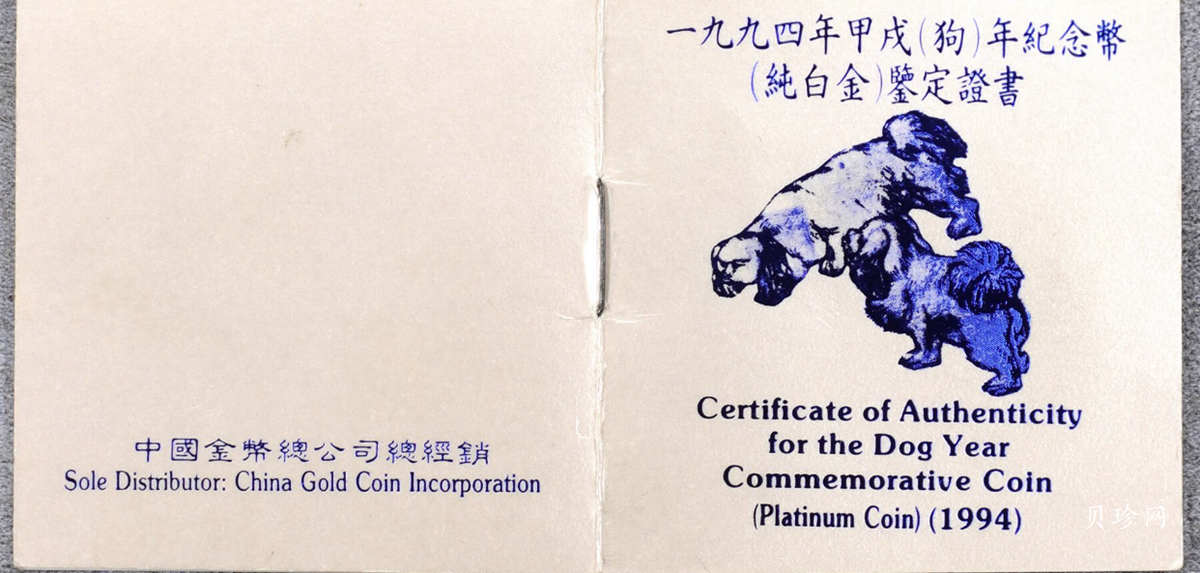 中國金幣總公司總經銷
Sole Distributor: China Gold Coin Incorporation
一九九四年甲戌(狗)年紀念幣
(純白金)鑒定證書
Certificate of Authenticity
for the Dog Year
Commemorative Coin
(Platinum Coin) (1994)
贝珍网